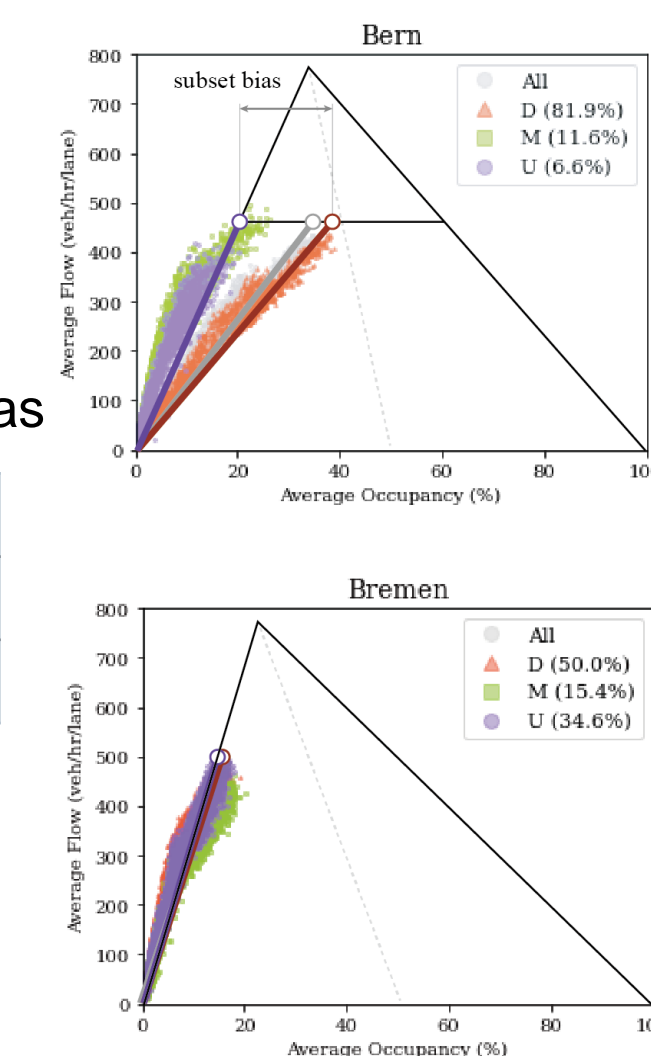 Bern
800
700
600
500
400
300
200
100
0
Average Flow (veh/hr/lane)
subset bias
All
D (81.9%)
M (11.6%)
U (6.6%)
0 20 40 60 80 10
Average Occupancy (%)
as
Bremen
800
700
600
500
400
300
200
100
0
Average Flow (veh/hr/lane)
All
D (50.0%)
M (15.4%)
U (34.6%)
0 20 40 60 80 10
Average Occupancy (%)